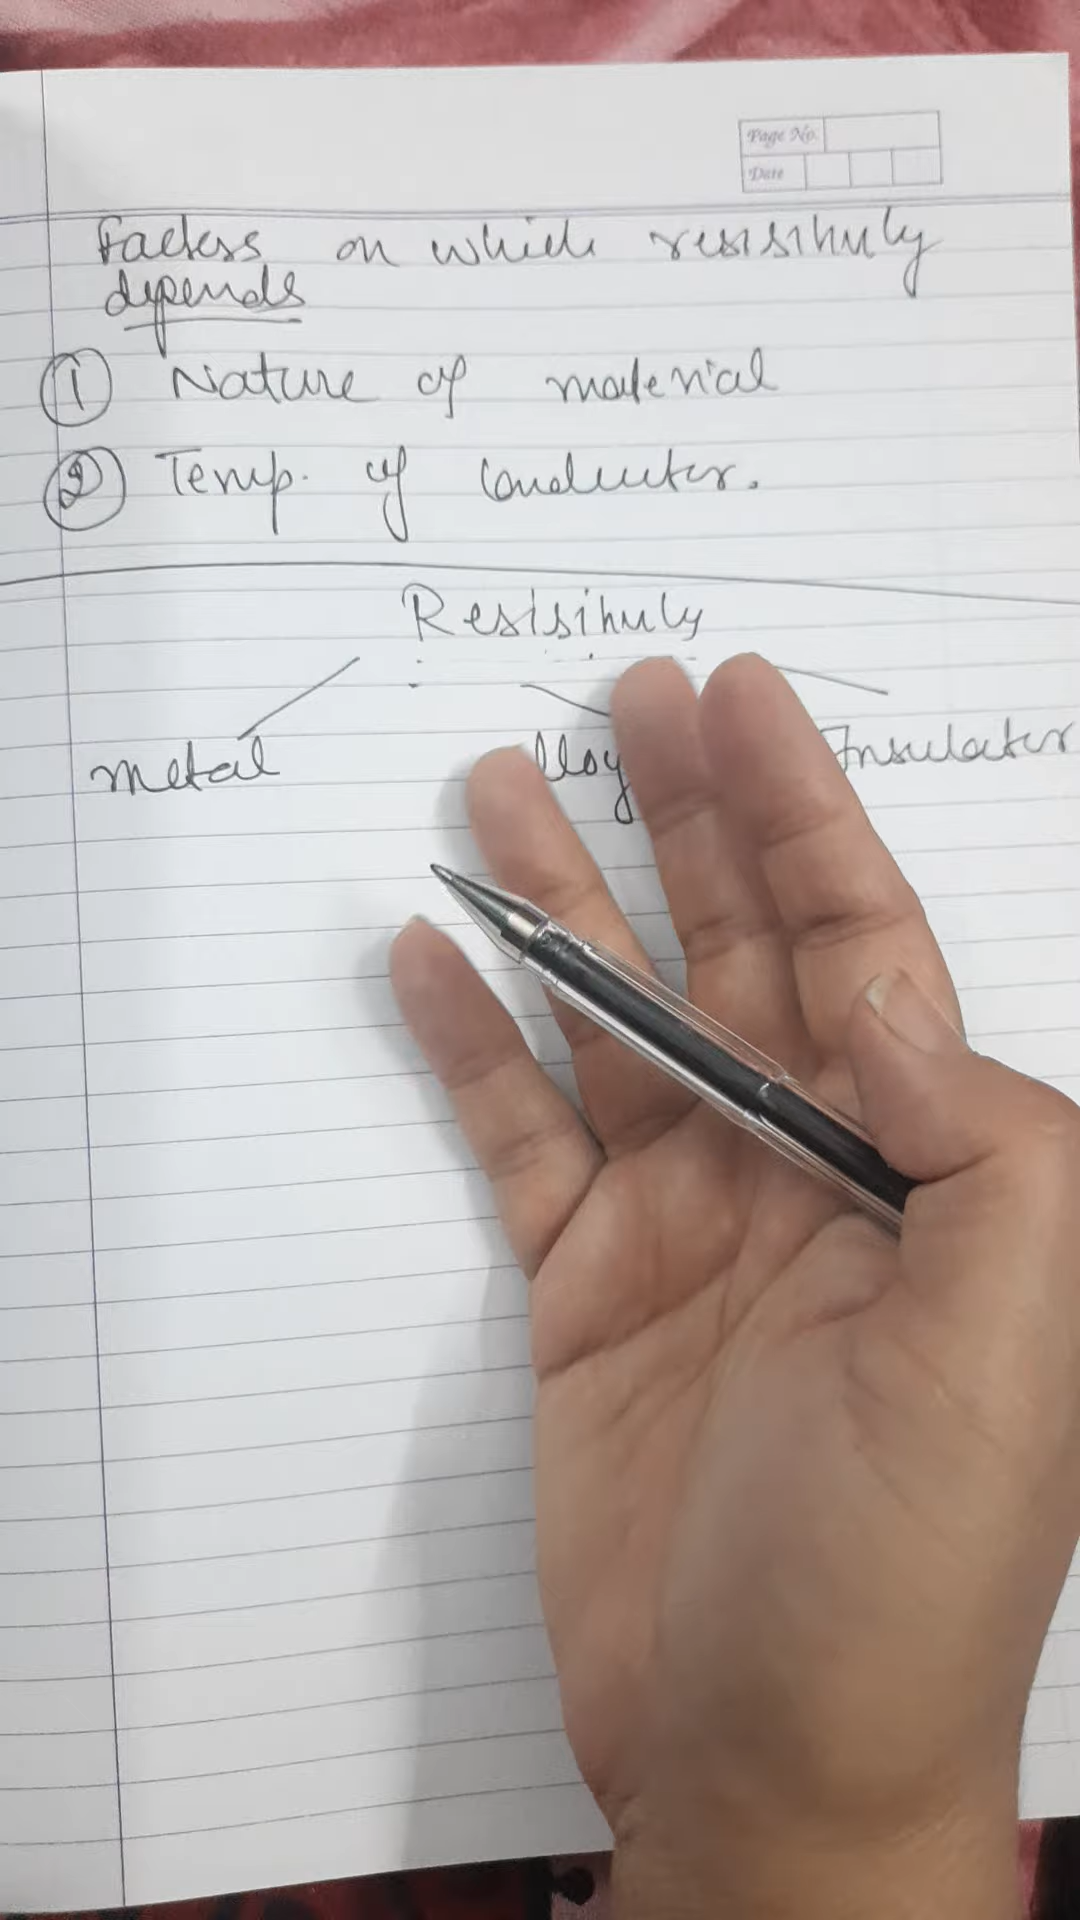 Page No.
Date
Factors on which resistivity
depends
1 Nature of material
2 Temp. of conductor.
Resistivity
Metal lloy Insulator